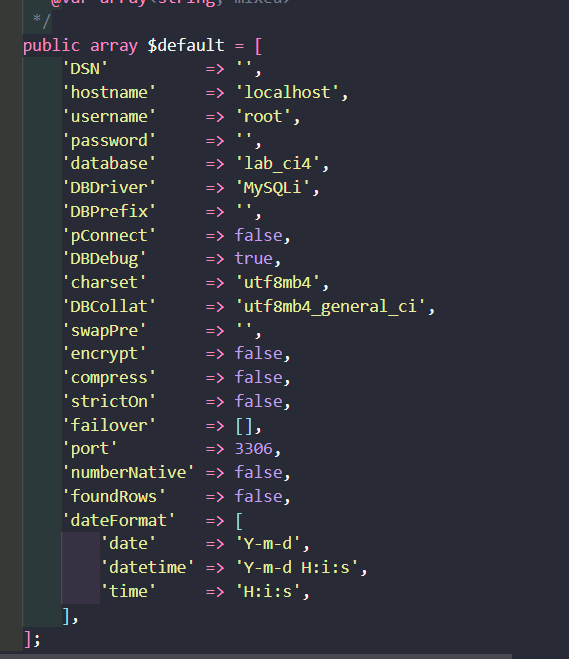 @var array<string, mixed>
*/
public array $default = [
'DSN' => '',
'hostname' => 'localhost',
'username' => 'root',
'password' => '',
'database' => 'lab_ci4',
'DBDriver' => 'MySQLi',
'DBPrefix' => '',
'pConnect' => false,
'DBDebug' => true,
'charset' => 'utf8mb4',
'DBCollat' => 'utf8mb4_general_ci',
'swapPre' => '',
'encrypt' => false,
'compress' => false,
'strictOn' => false,
'failover' => [],
'port' => 3306,
'numberNative' => false,
'foundRows' => false,
'dateFormat' => [
'date' => 'Y-m-d',
'datetime' => 'Y-m-d H:i:s',
'time' => 'H:i:s',
],
];